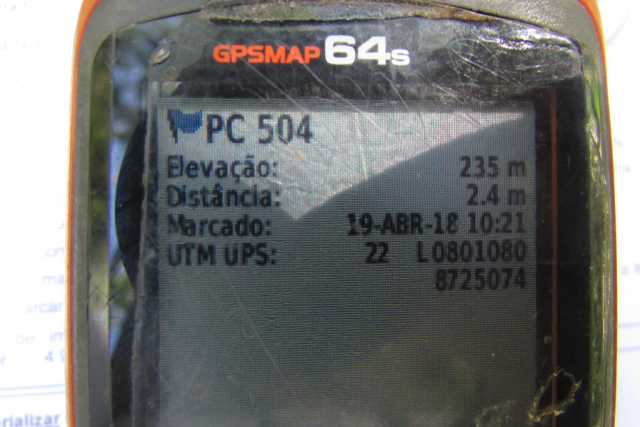 GPSMAP 64s
PC 504
Elevação: 235 m
Distância: 2.4 m
Marcado: 19-ABR-18 10:21
UTM UPS: 22 L0801080
8725074